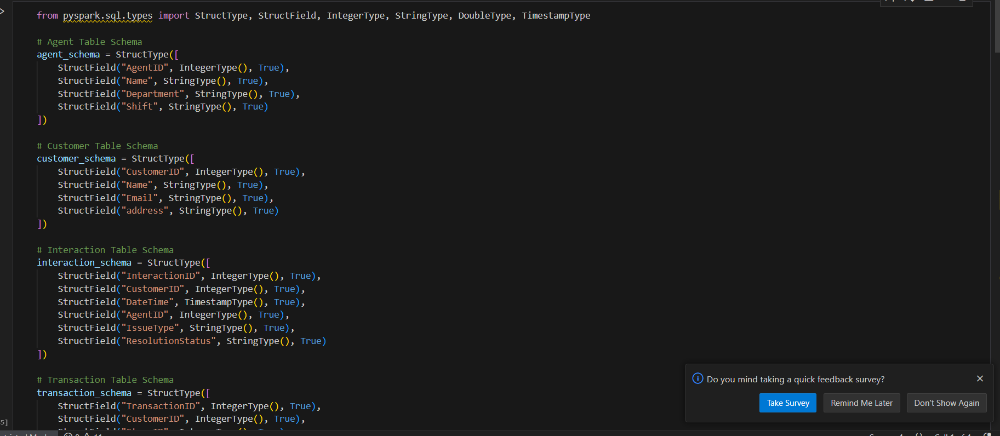 from pyspark.sql.types import StructType, StructField, IntegerType, StringType, DoubleType, TimestampType
# Agent Table Schema
agent_schema = StructType([
    StructField("AgentID", IntegerType(), True),
    StructField("Name", StringType(), True),
    StructField("Department", StringType(), True),
    StructField("Shift", StringType(), True)
])
# Customer Table Schema
customer_schema = StructType([
    StructField("CustomerID", IntegerType(), True),
    StructField("Name", StringType(), True),
    StructField("Email", StringType(), True),
    StructField("address", StringType(), True)
])
# Interaction Table Schema
interaction_schema = StructType([
    StructField("InteractionID", IntegerType(), True),
    StructField("CustomerID", IntegerType(), True),
    StructField("DateTime", TimestampType(), True),
    StructField("AgentID", IntegerType(), True),
    StructField("IssueType", StringType(), True),
    StructField("ResolutionStatus", StringType(), True)
])
# Transaction Table Schema
transaction_schema = StructType([
    StructField("TransactionID", IntegerType(), True),
    StructField("CustomerID", IntegerType(), True),
Do you mind taking a quick feedback survey?
Take Survey
Remind Me Later
Don't Show Again
5]